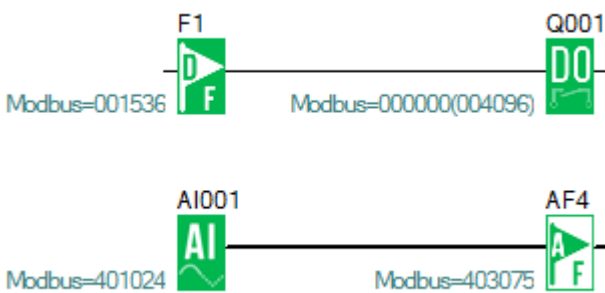 F1 Q001
D F DO
Modbus=001536 Modbus=000000(004096)
AI001 AF4
AI A F
Modbus=401024 Modbus=403075